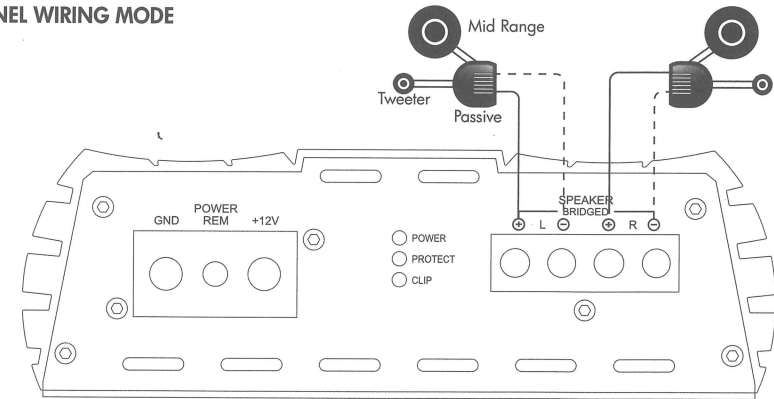 NEL WIRING MODE
Mid Range
Tweeter
Passive
SPEAKER
BRIDGED
⊕ L ⊖ ⊕ R ⊖
POWER
GND REM +12V
POWER
PROTECT
CLIP